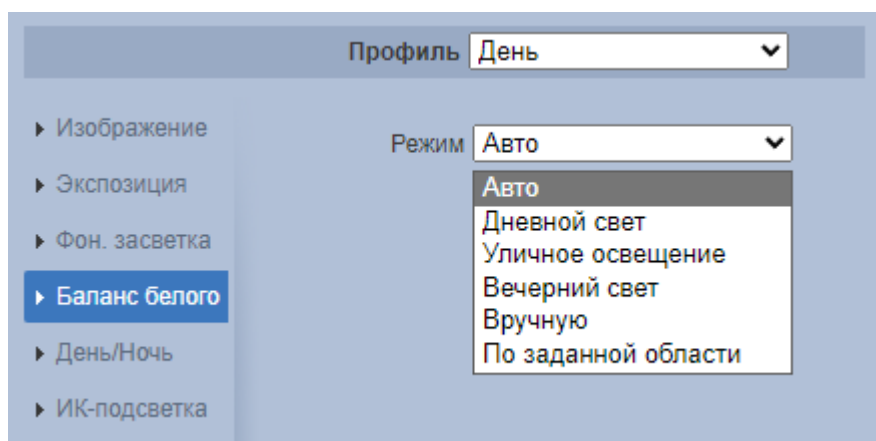 Профиль День
Изображение
Режим Авто
Экспозиция
Авто
Дневной свет
Фон. засветка
Уличное освещение
Баланс белого
Вечерний свет
Вручную
День/Ночь
По заданной области
ИК-подсветка